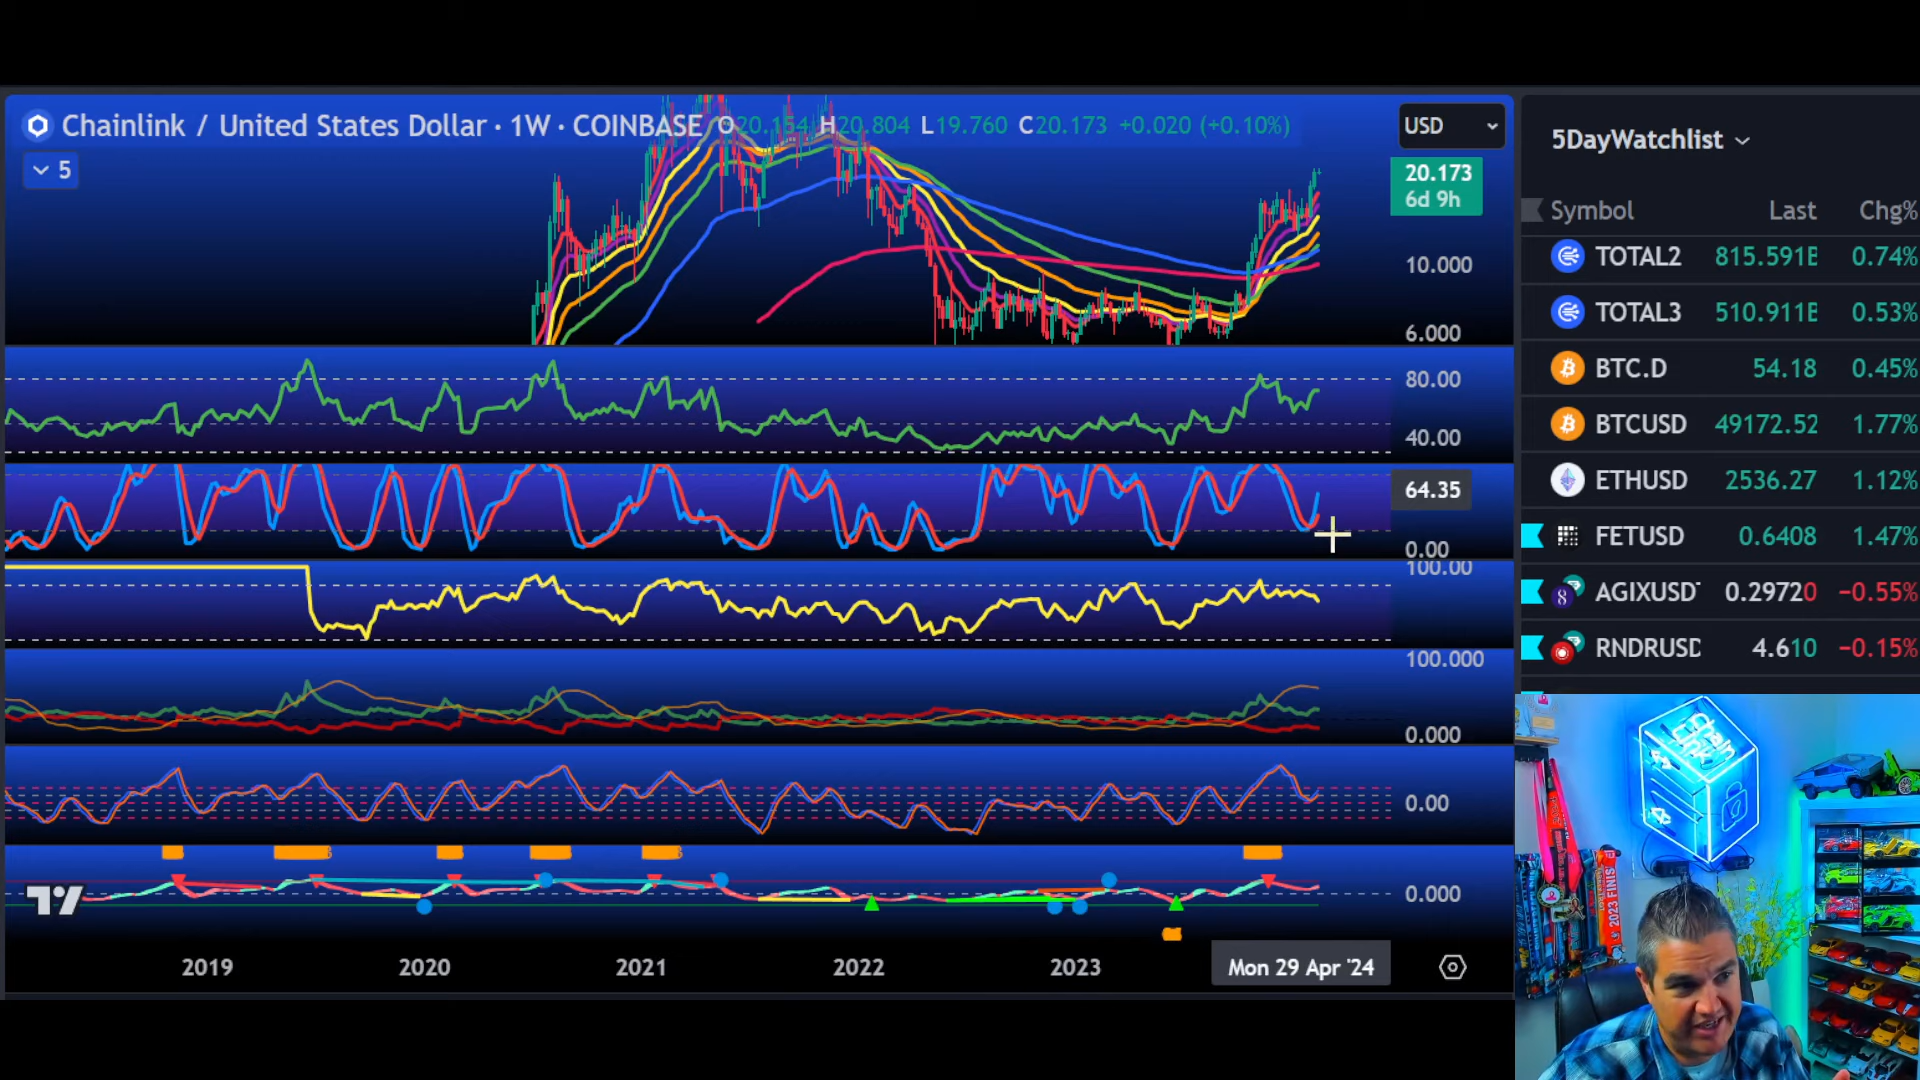 Chainlink / United States Dollar · 1W · COINBASE O20.154 H20.804 L19.760 C20.173 +0.020 (+0.10%)
USD
5
20.173
6d 9h
10.000
6.000
80.00
40.00
64.35
0.00
100.00
100.000
0.000
0.00
0.000
2019
2020
2021
2022
2023
Mon 29 Apr '24
5DayWatchlist
Symbol Last Chg%
TOTAL2 815.591B 0.74%
TOTAL3 510.911B 0.53%
BTC.D 54.18 0.45%
BTCUSD 49172.52 1.77%
ETHUSD 2536.27 1.12%
FETUSD 0.6408 1.47%
AGIXUSDT 0.29720 −0.55%
RNDRUSD 4.610 −0.15%
Chain
Link
2023 FINIS